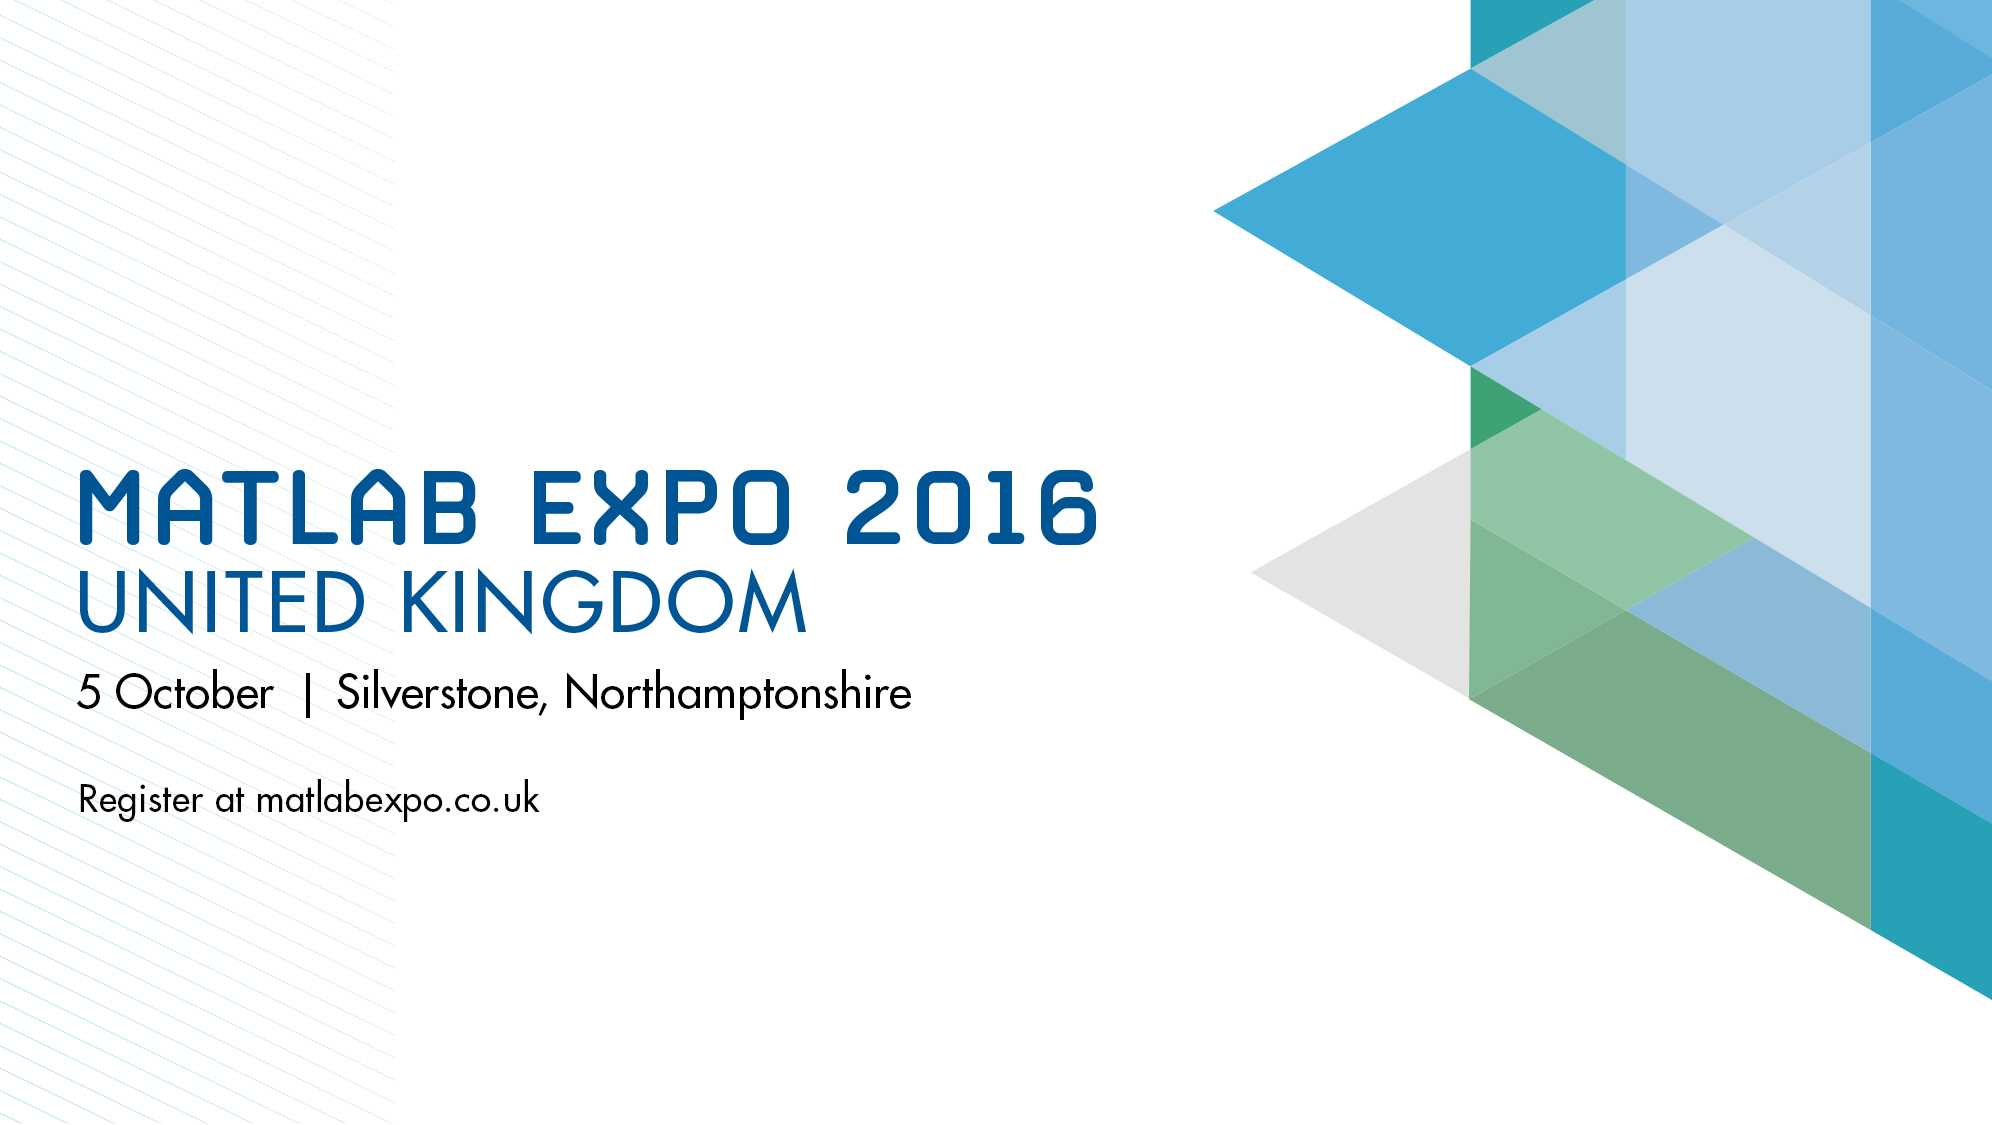 MATLAB EXPO 2016
UNITED KINGDOM
5 October | Silverstone, Northamptonshire
Register at matlabexpo.co.uk